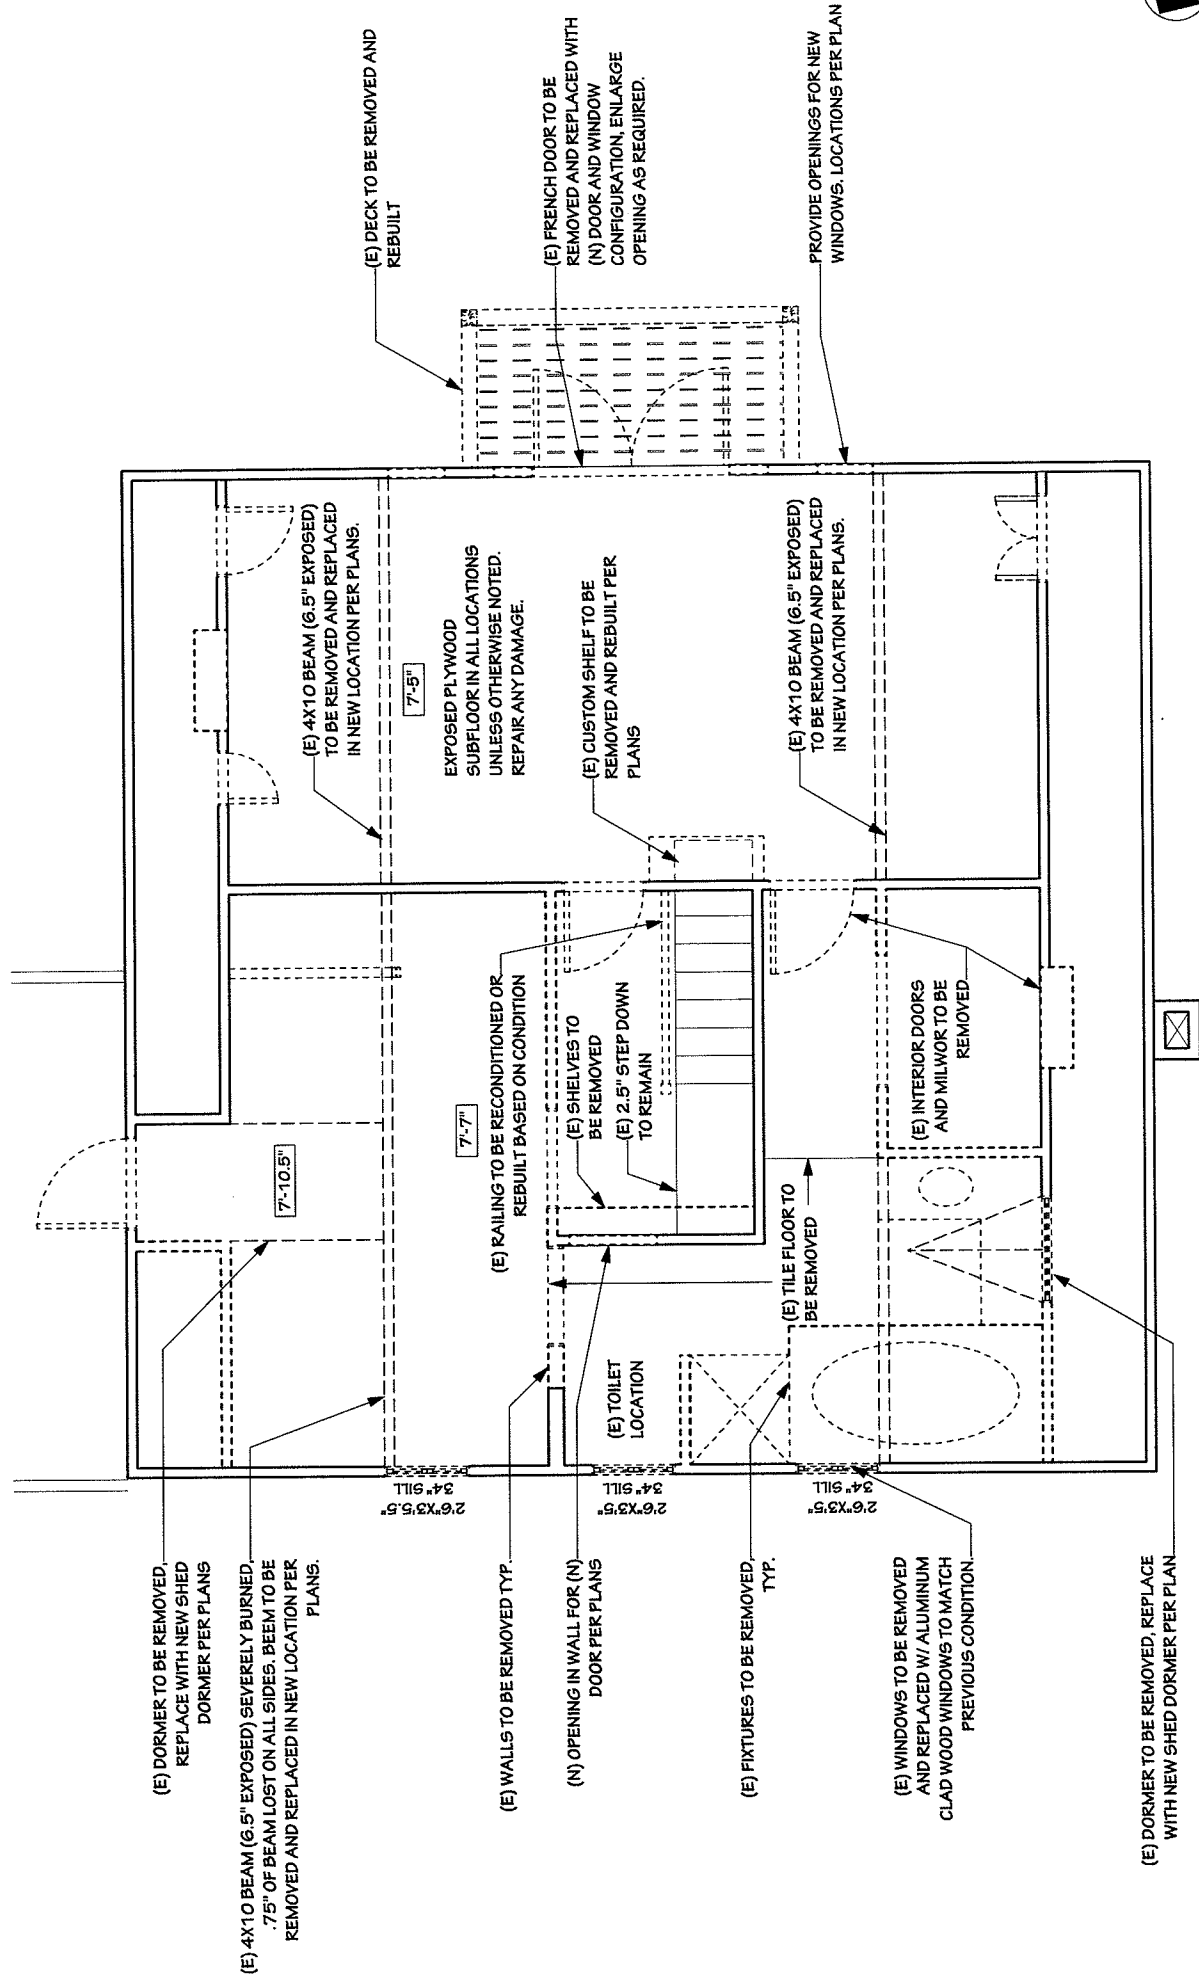 (E) DECK TO BE REMOVED AND
REBUILT
(E) FRENCH DOOR TO BE
REMOVED AND REPLACED WITH
(N) DOOR AND WINDOW
CONFIGURATION, ENLARGE
OPENING AS REQUIRED.
PROVIDE OPENINGS FOR NEW
WINDOWS. LOCATIONS PER PLAN
(E) 4X10 BEAM (6.5" EXPOSED)
TO BE REMOVED AND REPLACED
IN NEW LOCATION PER PLANS.
7'-5"
EXPOSED PLYWOOD
SUBFLOOR IN ALL LOCATIONS
UNLESS OTHERWISE NOTED.
REPAIR ANY DAMAGE.
(E) CUSTOM SHELF TO BE
REMOVED AND REBUILT PER
PLANS
(E) 4X10 BEAM (6.5" EXPOSED)
TO BE REMOVED AND REPLACED
IN NEW LOCATION PER PLANS.
7'-10.5"
7'-7"
(E) RAILING TO BE RECONDITIONED OR
REBUILT BASED ON CONDITION
(E) SHELVES TO
BE REMOVED
(E) 2.5" STEP DOWN
TO REMAIN
(E) INTERIOR DOORS
AND MILWOR TO BE
REMOVED
(E) TILE FLOOR TO
BE REMOVED
(E) TOILET
LOCATION
2'6"X3'5.5"
34" SILL
2'6"X3'5"
34" SILL
2'6"X3'5"
34" SILL
(E) DORMER TO BE REMOVED,
REPLACE WITH NEW SHED
DORMER PER PLANS
(E) 4X10 BEAM (6.5" EXPOSED) SEVERELY BURNED.
.75" OF BEAM LOST ON ALL SIDES. BEEM TO BE
REMOVED AND REPLACED IN NEW LOCATION PER
PLANS.
(E) WALLS TO BE REMOVED TYP.
(N) OPENING IN WALL FOR (N)
DOOR PER PLANS
(E) FIXTURES TO BE REMOVED,
TYP.
(E) WINDOWS TO BE REMOVED
AND REPLACED W/ ALUMINUM
CLAD WOOD WINDOWS TO MATCH
PREVIOUS CONDITION.
(E) DORMER TO BE REMOVED, REPLACE
WITH NEW SHED DORMER PER PLAN